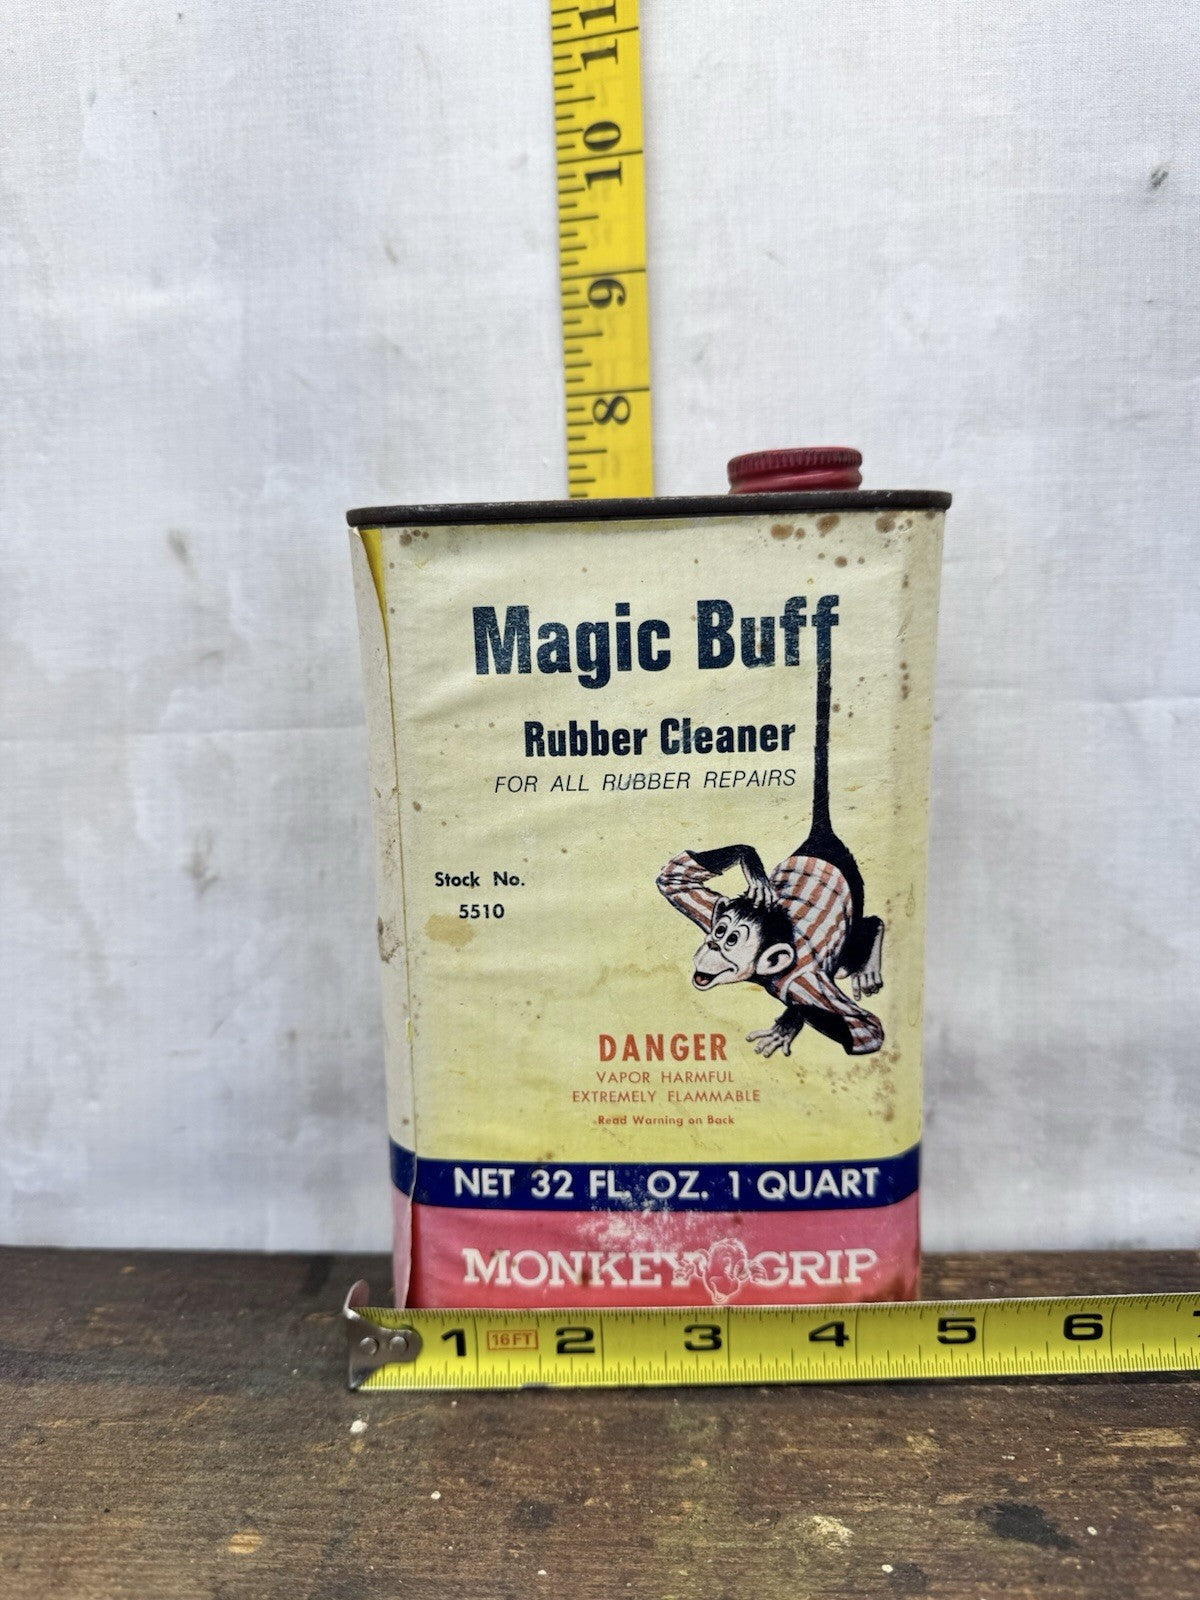 11
10
9
8
Magic Buff
Rubber Cleaner
FOR ALL RUBBER REPAIRS
Stock No.
5510
DANGER
VAPOR HARMFUL
EXTREMELY FLAMMABLE
Read Warning on Back
NET 32 FL. OZ. 1 QUART
MONKEY GRIP
1 16FT 2 3 4 5 6